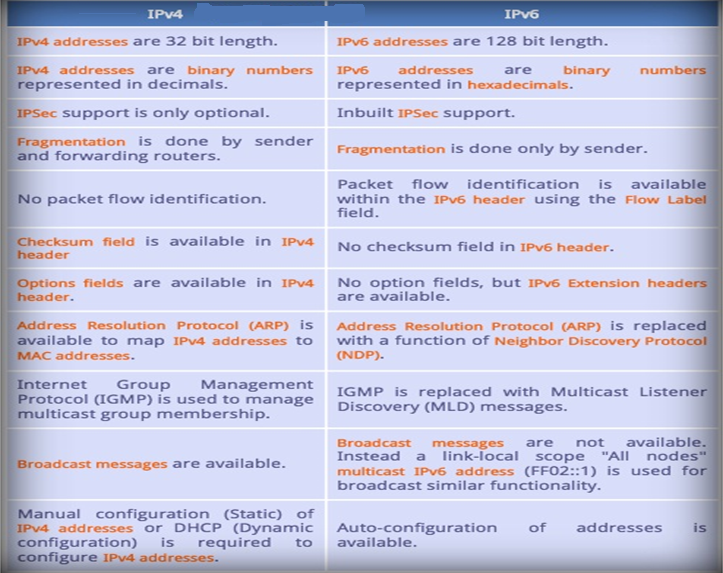 IPv4
IPv6
IPv4 addresses are 32 bit length.
IPv6 addresses are 128 bit length.
IPv4 addresses are binary numbers
represented in decimals.
IPv6 addresses are binary numbers
represented in hexadecimals.
IPSec support is only optional.
Inbuilt IPSec support.
Fragmentation is done by sender
and forwarding routers.
Fragmentation is done only by sender.
No packet flow identification.
Packet flow identification is available
within the IPv6 header using the Flow Label
field.
Checksum field is available in IPv4
header
No checksum field in IPv6 header.
Options fields are available in IPv4
header.
No option fields, but IPv6 Extension headers
are available.
Address Resolution Protocol (ARP) is
available to map IPv4 addresses to
MAC addresses.
Address Resolution Protocol (ARP) is replaced
with a function of Neighbor Discovery Protocol
(NDP).
Internet Group Management
Protocol (IGMP) is used to manage
multicast group membership.
IGMP is replaced with Multicast Listener
Discovery (MLD) messages.
Broadcast messages are available.
Broadcast messages are not available.
Instead a link-local scope "All nodes"
multicast IPv6 address (FF02::1) is used for
broadcast similar functionality.
Manual configuration (Static) of
IPv4 addresses or DHCP (Dynamic
configuration) is required to
configure IPv4 addresses.
Auto-configuration of addresses is
available.